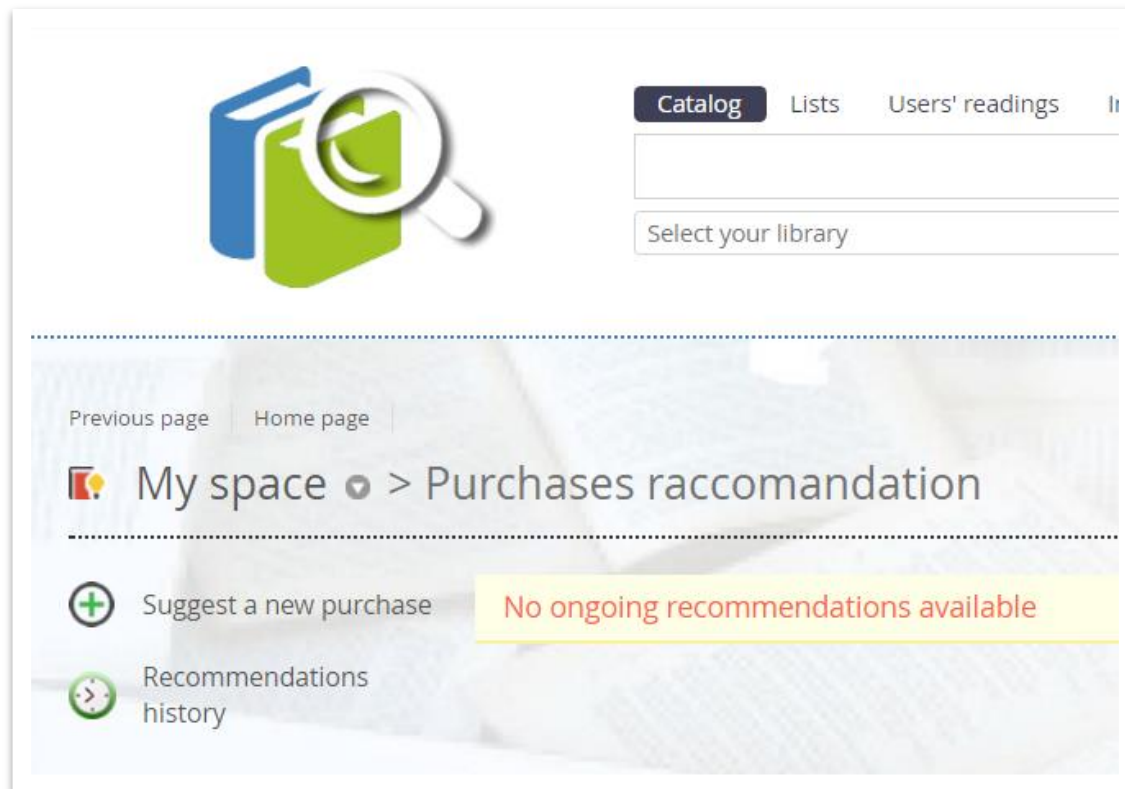 Catalog Lists Users' readings
Select your library
Previous page Home page
My space > Purchases raccomandation
Suggest a new purchase
No ongoing recommendations available
Recommendations
history